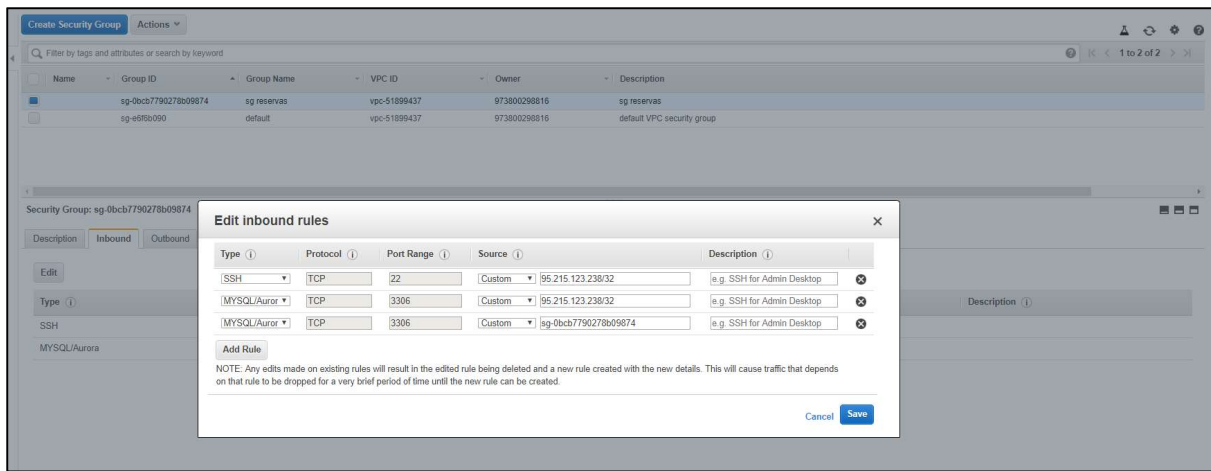 Create Security Group Actions
Filter by tags and attributes or search by keyword 1 to 2 of 2
Name Group ID Group Name VPC ID Owner Description
sg-0bcb7790278b09874 sg reservas vpc-51899437 973800298816 sg reservas
sg-e6f6b090 default vpc-51899437 973800298816 default VPC security group
Security Group: sg-0bcb7790278b09874
Description Inbound Outbound
Edit
Type Description
SSH
MYSQL/Aurora
Edit inbound rules
Type Protocol Port Range Source Description
SSH TCP 22 Custom 95.215.123.238/32 e.g. SSH for Admin Desktop
MYSQL/Auror TCP 3306 Custom 95.215.123.238/32 e.g. SSH for Admin Desktop
MYSQL/Auror TCP 3306 Custom sg-0bcb7790278b09874 e.g. SSH for Admin Desktop
Add Rule
NOTE: Any edits made on existing rules will result in the edited rule being deleted and a new rule created with the new details. This will cause traffic that depends
on that rule to be dropped for a very brief period of time until the new rule can be created.
Cancel Save